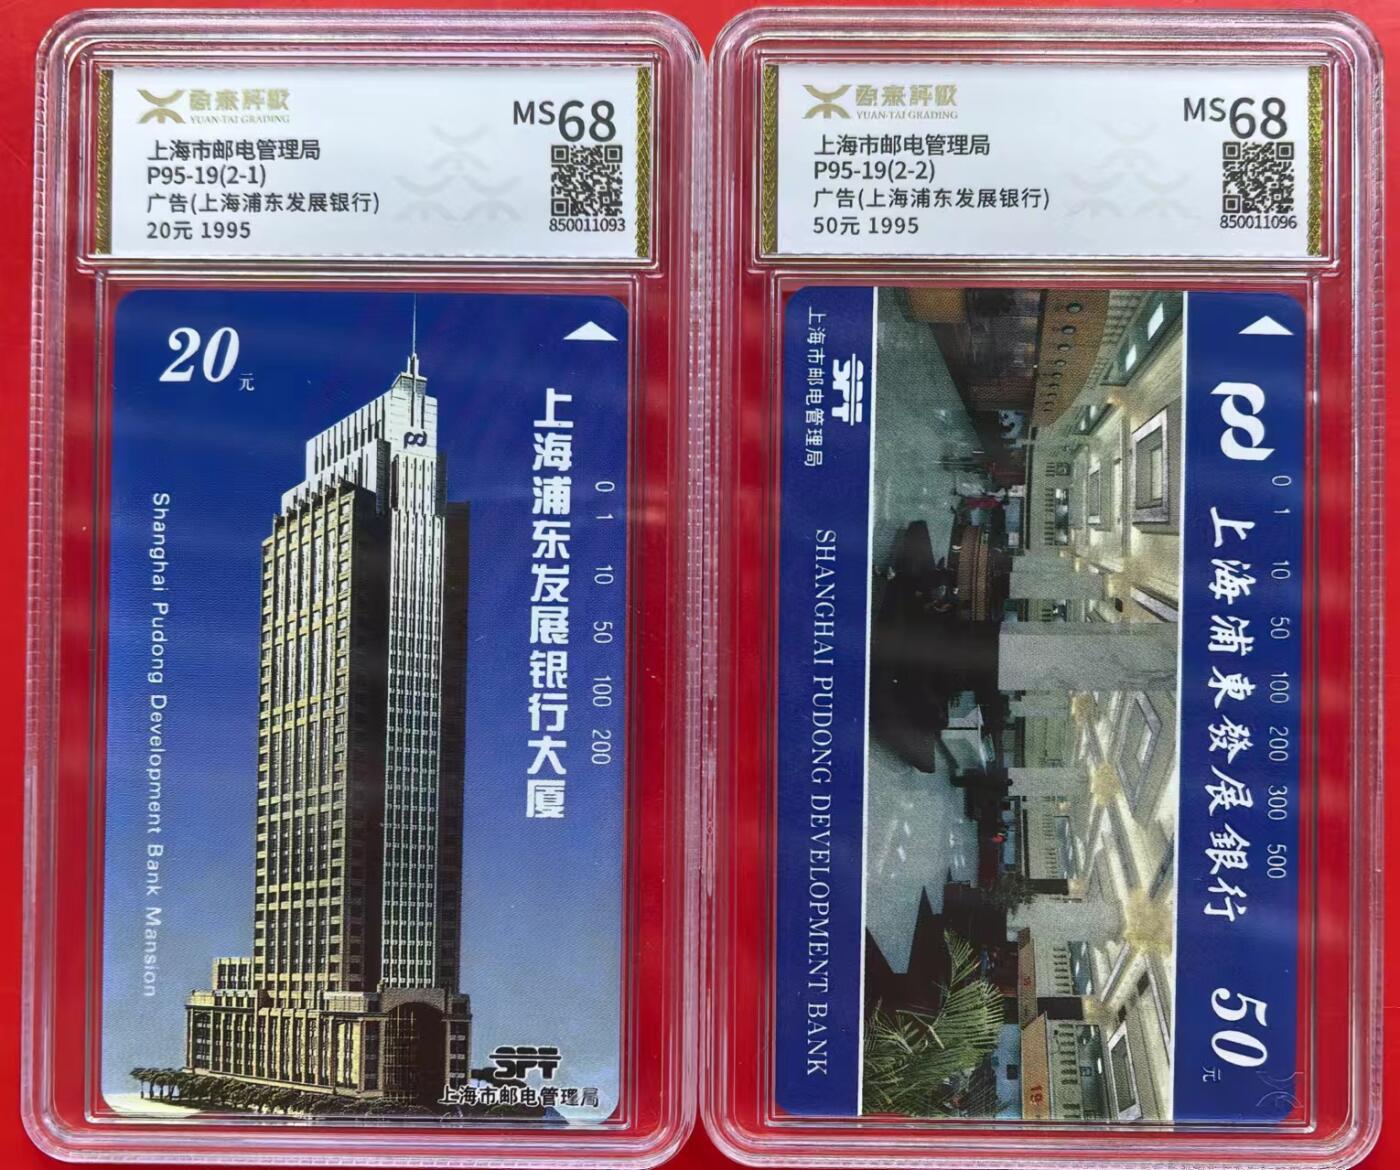 源泰評級
YUAN-TAI GRADING
MS68
上海市邮电管理局
P95-19(2-1)
广告(上海浦东发展银行)
20元 1995
850011093
20元
上海浦东发展银行大厦
Shanghai Pudong Development Bank Mansion
0 1 10 50 100 200
SPT
上海市邮电管理局
源泰評級
YUAN-TAI GRADING
MS68
上海市邮电管理局
P95-19(2-2)
广告(上海浦东发展银行)
50元 1995
850011096
上海市邮电管理局
SPT
SHANGHAI PUDONG DEVELOPMENT BANK
上海浦東發展銀行
0 1 10 50 100 200 300 500
50元